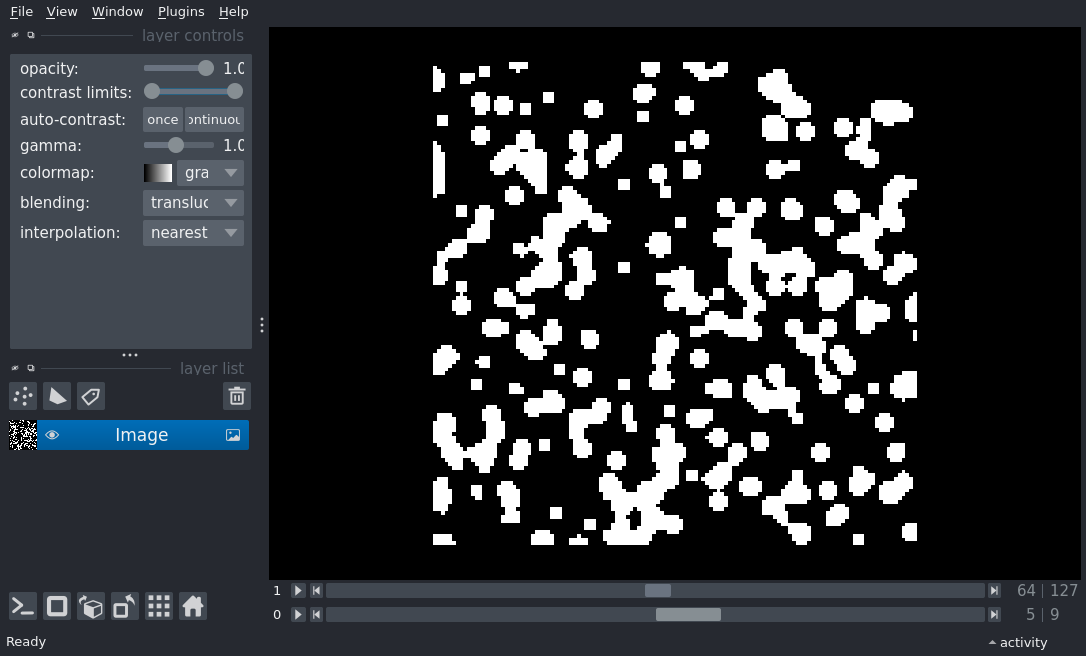 File View Window Plugins Help
layer controls
opacity: 1.0
contrast limits:
auto-contrast: once ontinuou
gamma: 1.0
colormap: gra
blending: transluc
interpolation: nearest
layer list
Image
1 64 | 127
0 5 | 9
Ready activity